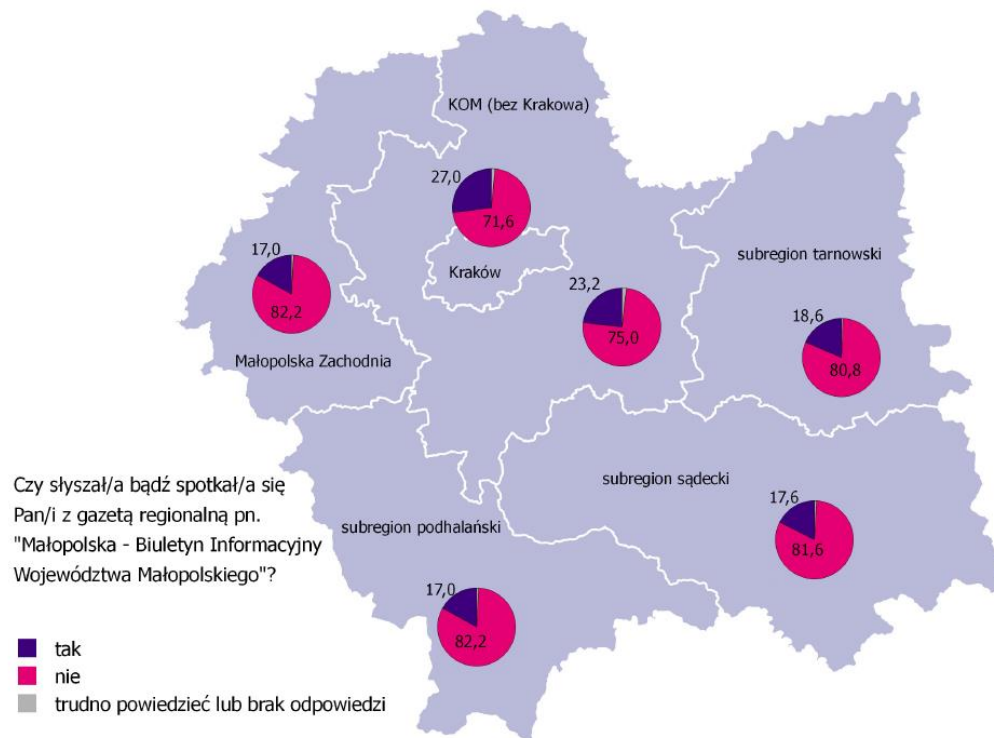 KOM (bez Krakowa)
27,0
71,6
Kraków
17,0
82,2
Małopolska Zachodnia
23,2
75,0
subregion tarnowski
18,6
80,8
subregion sądecki
17,6
81,6
subregion podhalański
17,0
82,2
Czy słyszał/a bądź spotkał/a się
Pan/i z gazetą regionalną pn.
"Małopolska - Biuletyn Informacyjny
Województwa Małopolskiego"?
tak
nie
trudno powiedzieć lub brak odpowiedzi